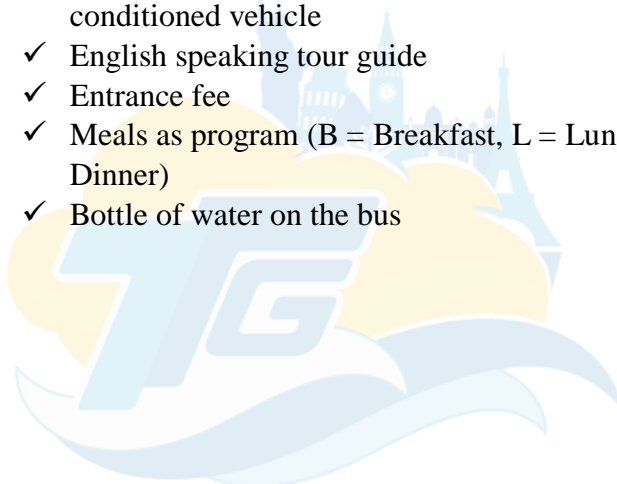 conditioned vehicle
✓ English speaking tour guide
✓ Entrance fee
✓ Meals as program (B = Breakfast, L = Lun
Dinner)
✓ Bottle of water on the bus
TG